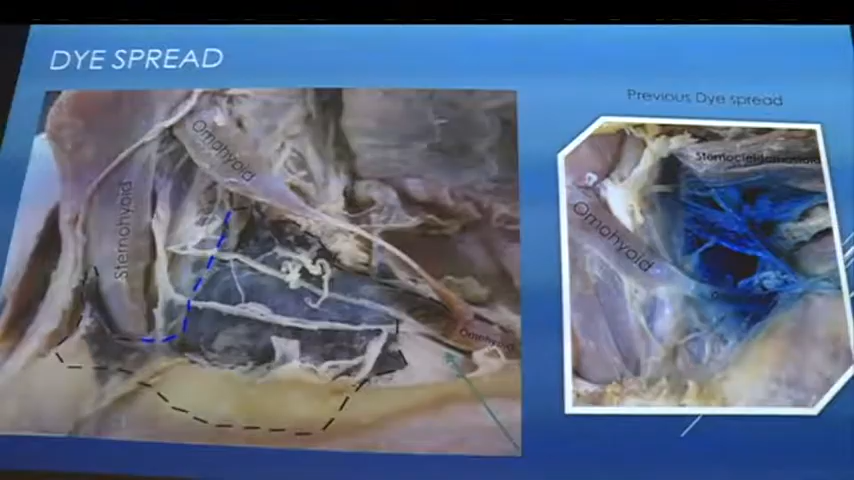 DYE SPREAD
Previous Dye spread
Omohyoid
Sternohyoid
Omohyoid
Sternocleidomastoid
Omohyoid